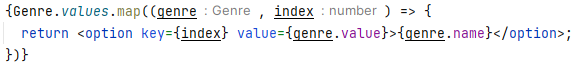 {Genre.values.map((genre : Genre , index : number ) => {
  return <option key={index} value={genre.value}>{genre.name}</option>;
})}